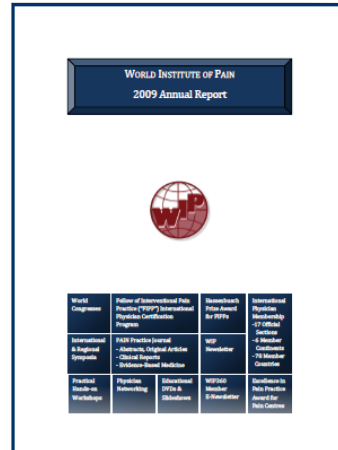 WORLD INSTITUTE OF PAIN
2009 Annual Report
WIP
World
Congresses
Fellow of Interventional Pain
Practice ("FIPP") International
Physician Certification
Program
Hassenbusch
Prize Award
for FIPPs
International
Physician
Membership
-17 Official
Sections
-6 Member
Continents
-78 Member
Countries
International
& Regional
Symposia
PAIN Practice Journal
- Abstracts, Original Articles
- Clinical Reports
- Evidence-Based Medicine
WIP
Newsletter
Practical
Hands-on
Workshops
Physician
Networking
Educational
DVDs &
Slideshows
WIP360
Member
E-Newsletter
Excellence in
Pain Practice
Award for
Pain Centres